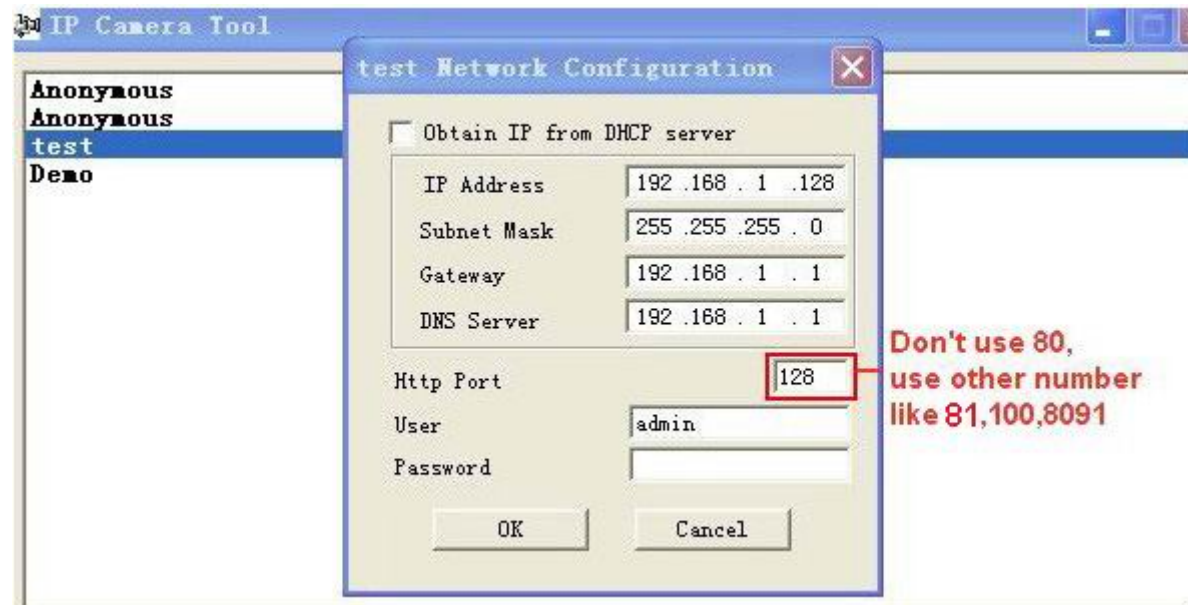 IP Camera Tool
test Network Configuration
Anonymous
Anonymous
test
Demo
Obtain IP from DHCP server
IP Address 192 .168 . 1 .128
Subnet Mask 255 .255 .255 . 0
Gateway 192 .168 . 1 . 1
DNS Server 192 .168 . 1 . 1
Http Port 128
User admin
Password
OK Cancel
Don't use 80,
use other number
like 81,100,8091